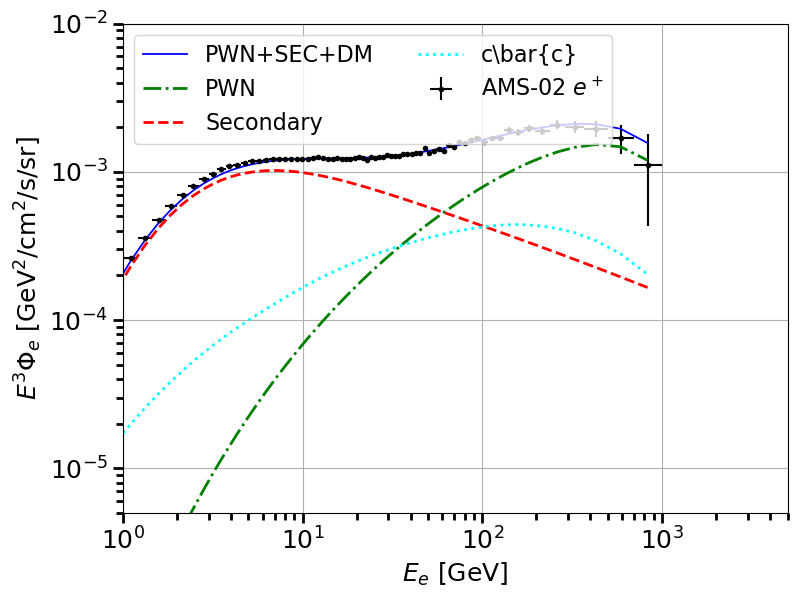 10⁻²
10⁻³
10⁻⁴
10⁻⁵
E³Φₑ [GeV²/cm²/s/sr]
PWN+SEC+DM
PWN
Secondary
c\bar{c}
AMS-02 e⁺
10⁰ 10¹ 10² 10³
Eₑ [GeV]